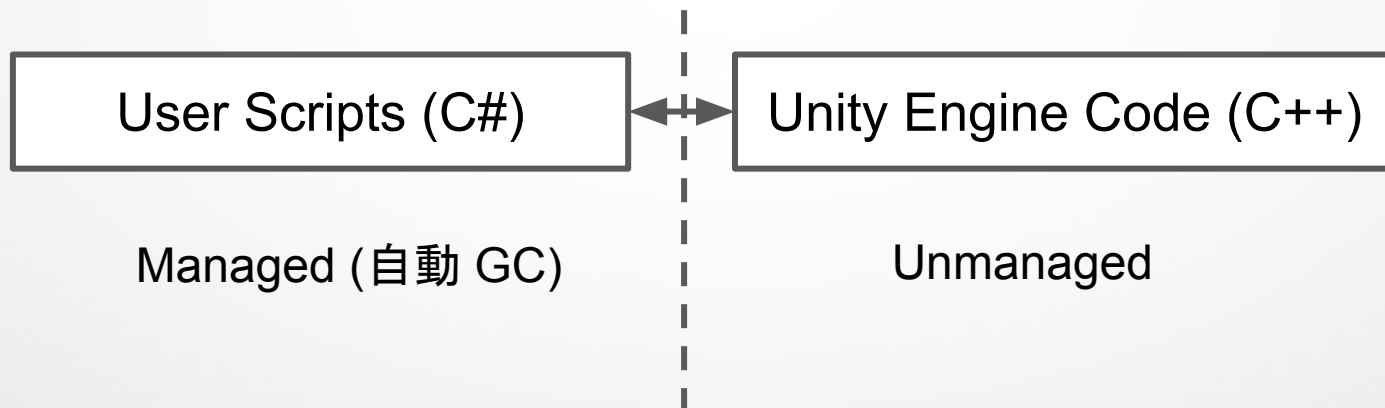 User Scripts (C#)
Unity Engine Code (C++)
Managed (自動 GC)
Unmanaged